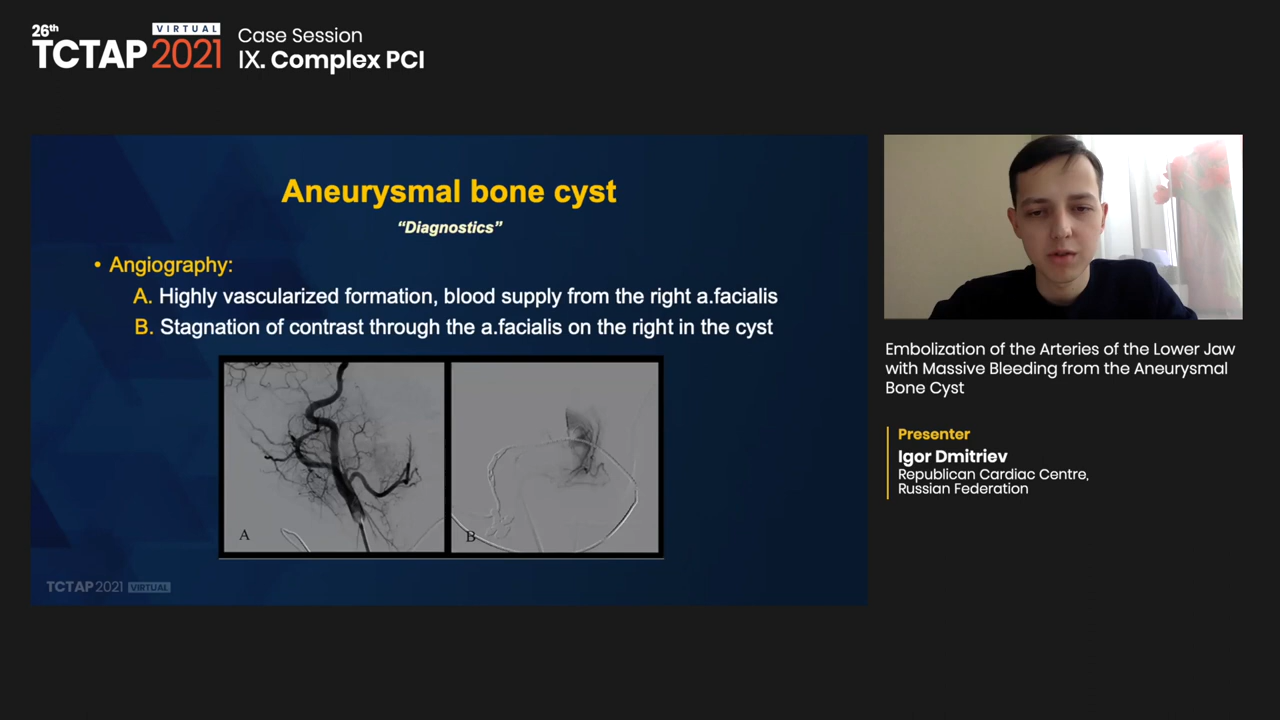 26th
VIRTUAL
TCTAP 2021
Case Session
IX. Complex PCI
Aneurysmal bone cyst
“Diagnostics”
• Angiography:
A. Highly vascularized formation, blood supply from the right a.facialis
B. Stagnation of contrast through the a.facialis on the right in the cyst
A
B
TCTAP 2021 VIRTUAL
Embolization of the Arteries of the Lower Jaw
with Massive Bleeding from the Aneurysmal
Bone Cyst
Presenter
Igor Dmitriev
Republican Cardiac Centre,
Russian Federation